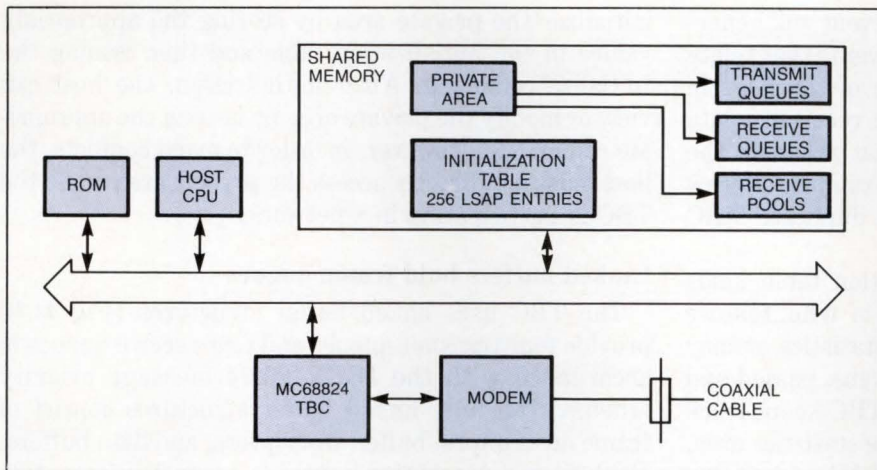 SHARED
MEMORY
PRIVATE
AREA
TRANSMIT
QUEUES
RECEIVE
QUEUES
RECEIVE
POOLS
INITIALIZATION
TABLE
256 LSAP ENTRIES
ROM
HOST
CPU
MC68824
TBC
MODEM
COAXIAL
CABLE